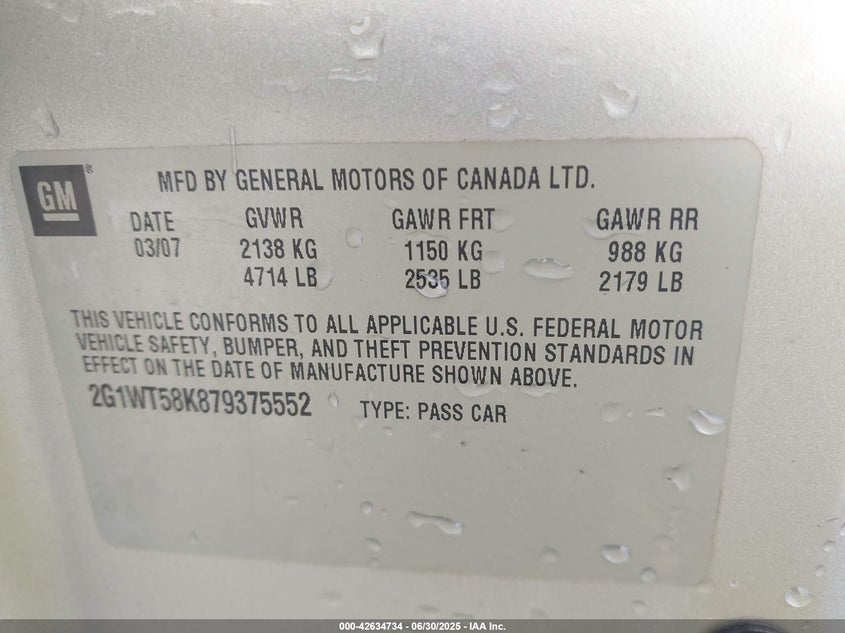 GM®
MFD BY GENERAL MOTORS OF CANADA LTD.
DATE GVWR GAWR FRT GAWR RR
03/07 2138 KG 1150 KG 988 KG
4714 LB 2535 LB 2179 LB
THIS VEHICLE CONFORMS TO ALL APPLICABLE U.S. FEDERAL MOTOR
VEHICLE SAFETY, BUMPER, AND THEFT PREVENTION STANDARDS IN
EFFECT ON THE DATE OF MANUFACTURE SHOWN ABOVE.
2G1WT58K879375552 TYPE: PASS CAR
000-42634734 - 06/30/2025 - IAA Inc.